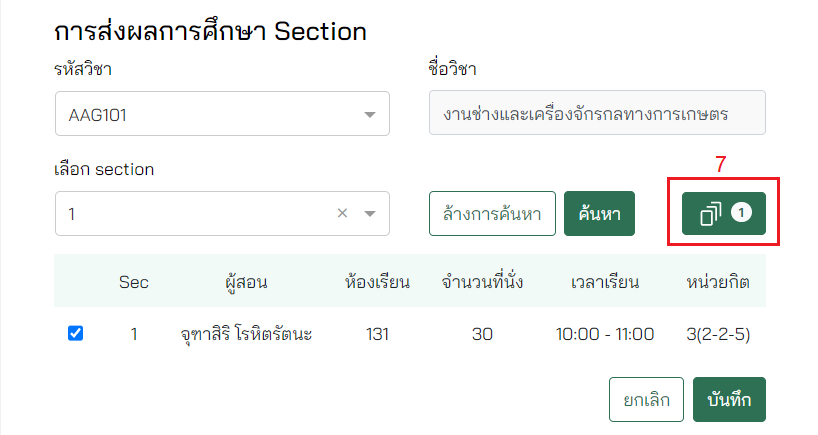 การส่งผลการศึกษา Section
รหัสวิชา ชื่อวิชา
AAG101 งานช่างและเครื่องจักรกลทางการเกษตร
เลือก section 7
1 ล้างการค้นหา ค้นหา 1
Sec ผู้สอน ห้องเรียน จำนวนที่นั่ง เวลาเรียน หน่วยกิต
1 จุฑาสิริ โรหิตรัตนะ 131 30 10:00 - 11:00 3(2-2-5)
ยกเลิก บันทึก